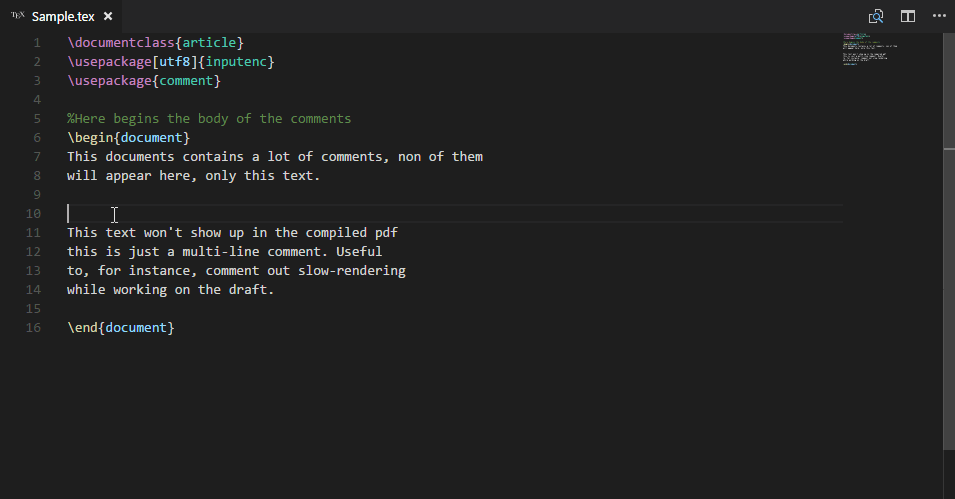 TEX Sample.tex ×
1 \documentclass{article}
2 \usepackage[utf8]{inputenc}
3 \usepackage{comment}
4
5 %Here begins the body of the comments
6 \begin{document}
7 This documents contains a lot of comments, non of them
8 will appear here, only this text.
9
10
11 This text won't show up in the compiled pdf
12 this is just a multi-line comment. Useful
13 to, for instance, comment out slow-rendering
14 while working on the draft.
15
16 \end{document}